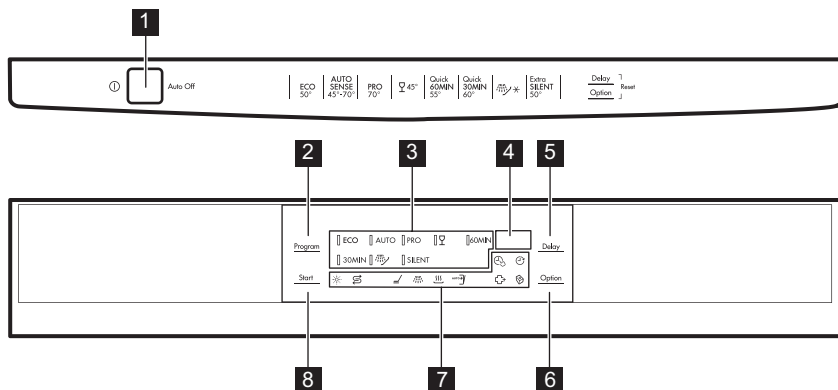 1
Auto Off
ECO 50°
AUTO SENSE 45°-70°
PRO 70°
45°
Quick 60MIN 55°
Quick 30MIN 60°
Extra SILENT 50°
Delay
Option
Reset
2
3
4
5
Program
ECO AUTO PRO 60MIN
Delay
30MIN SILENT
Start
Option
8
7
6